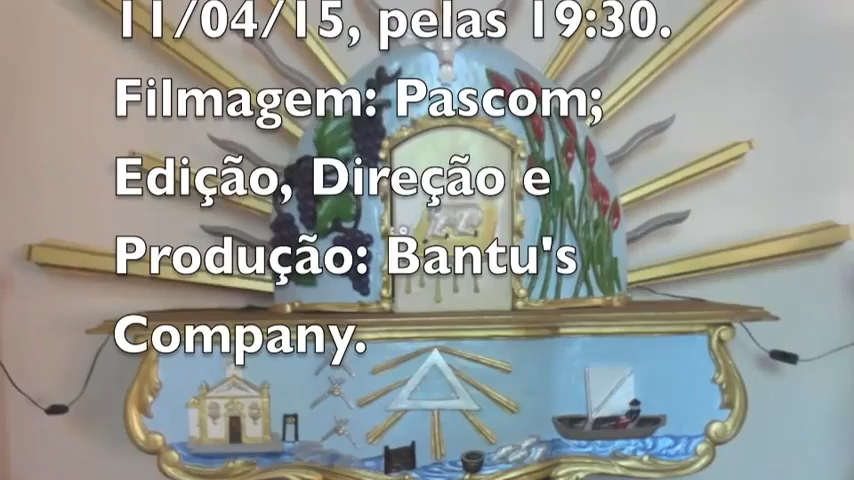 11/04/15, pelas 19:30.
Filmagem: Pascom;
Edição, Direção e
Produção: Bantu's
Company.